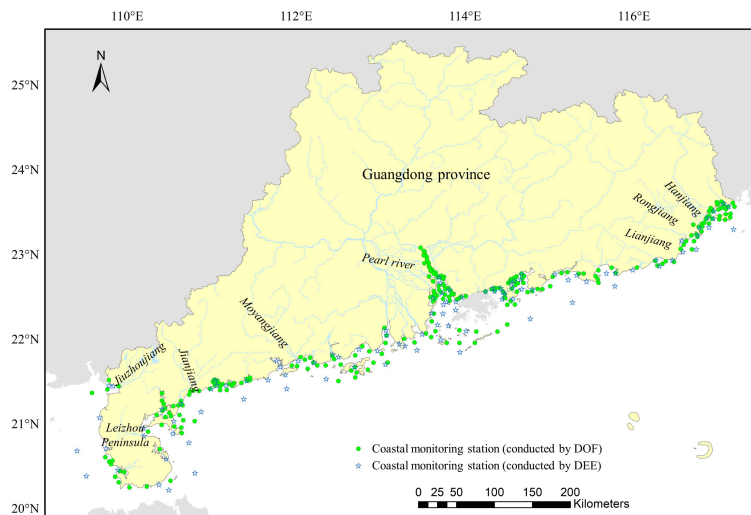 110°E 112°E 114°E 116°E
N
25°N
24°N
23°N
22°N
21°N
20°N
Guangdong province
Hanjiang
Rongjiang
Lianjiang
Pearl river
Moyangjiang
Jiuzhoujiang
Jianjiang
Leizhou
Peninsula
Coastal monitoring station (conducted by DOF)
Coastal monitoring station (conducted by DEE)
0 25 50 100 150 200
Kilometers